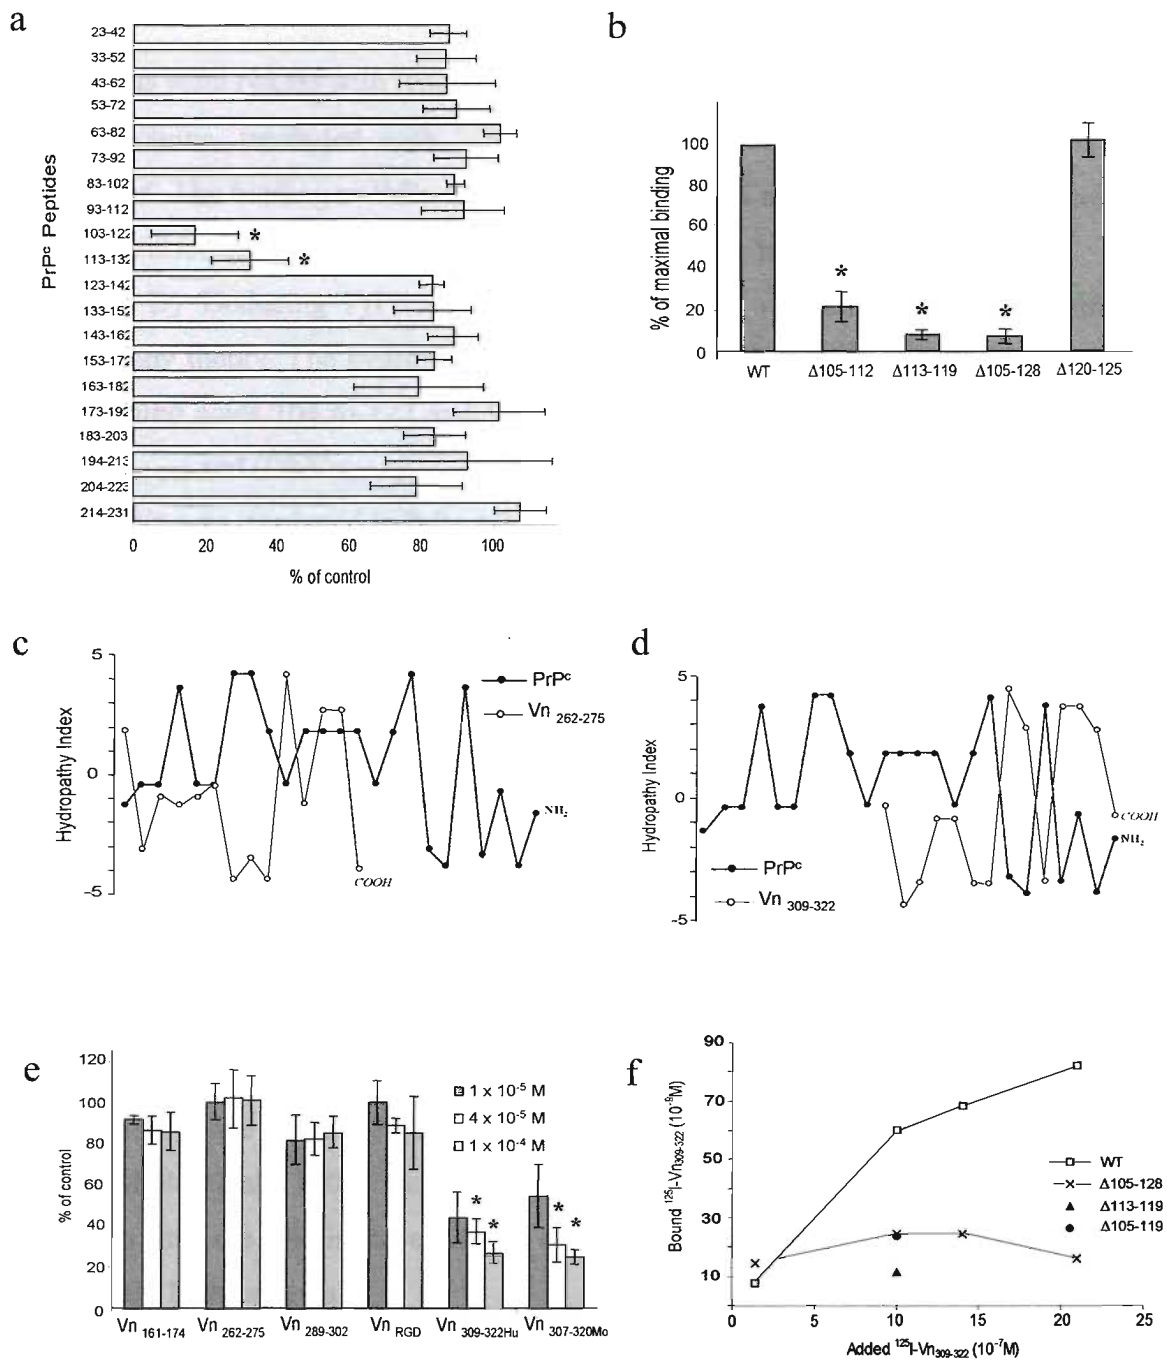 a
PrPᶜ Peptides
23-42
33-52
43-62
53-72
63-82
73-92
83-102
93-112
103-122 *
113-132 *
123-142
133-152
143-162
153-172
163-182
173-192
183-203
194-213
204-223
214-231
0 20 40 60 80 100
% of control
b
% of maximal binding
100
80
60
40
20
0
* * *
WT Δ105-112 Δ113-119 Δ105-128 Δ120-125
c
Hydropathy Index
5
0
-5
PrPᶜ
Vn 262-275
NH₂
COOH
d
Hydropathy Index
5
0
-5
COOH
NH₂
PrPᶜ
Vn 309-322
e
% of control
120
100
80
60
40
20
0
1 x 10⁻⁵ M
4 x 10⁻⁵ M
1 x 10⁻⁴ M
* * * *
Vn 161-174 Vn 262-275 Vn 289-302 Vn RGD Vn 309-322Hu Vn 307-320Mo
f
Bound ¹²⁵I-Vn₃₀₉₋₃₂₂ (10⁻⁸M)
90
70
50
30
10
WT
Δ105-128
Δ113-119
Δ105-119
0 5 10 15 20 25
Added ¹²⁵I-Vn₃₀₉₋₃₂₂ (10⁻⁷M)